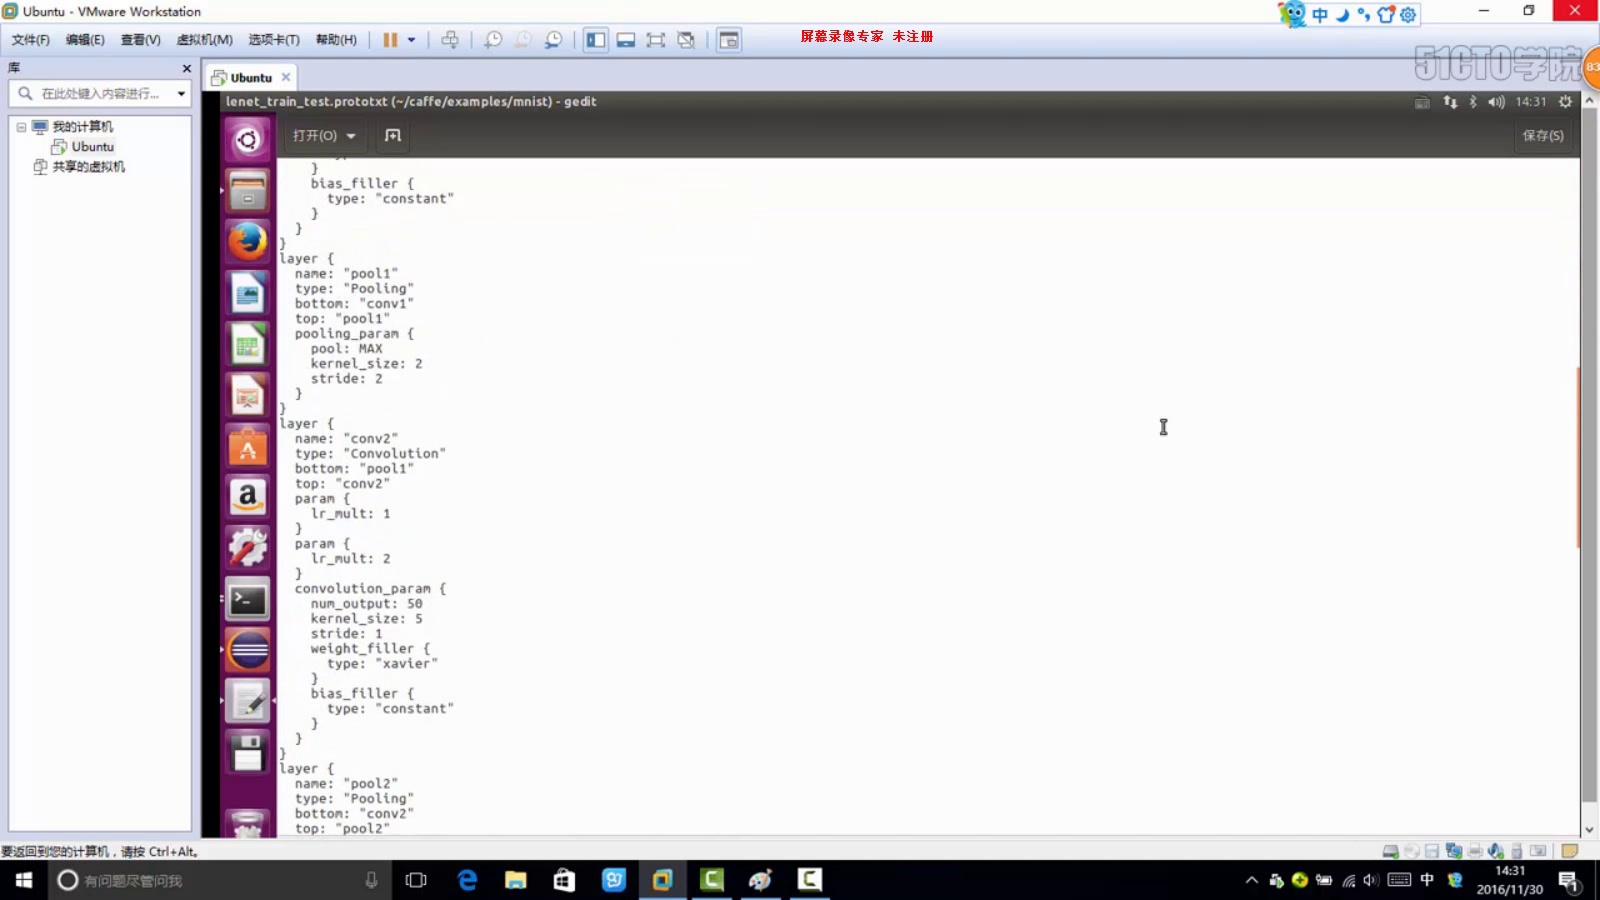 Ubuntu - VMware Workstation
中
文件(F) 编辑(E) 查看(V) 虚拟机(M) 选项卡(T) 帮助(H)
屏幕录像专家 未注册
51CTO学院
83
库
在此处键入内容进行...
我的计算机
Ubuntu
共享的虚拟机
Ubuntu
lenet_train_test.prototxt (~/caffe/examples/mnist) - gedit
14:31
打开(O)
保存(S)
}
bias_filler {
type: "constant"
}
}
}
layer {
name: "pool1"
type: "Pooling"
bottom: "conv1"
top: "pool1"
pooling_param {
pool: MAX
kernel_size: 2
stride: 2
}
}
layer {
name: "conv2"
type: "Convolution"
bottom: "pool1"
top: "conv2"
param {
lr_mult: 1
}
param {
lr_mult: 2
}
convolution_param {
num_output: 50
kernel_size: 5
stride: 1
weight_filler {
type: "xavier"
}
bias_filler {
type: "constant"
}
}
}
layer {
name: "pool2"
type: "Pooling"
bottom: "conv2"
top: "pool2"
要返回到您的计算机，请按 Ctrl+Alt。
有问题尽管问我
中
14:31
2016/11/30
1